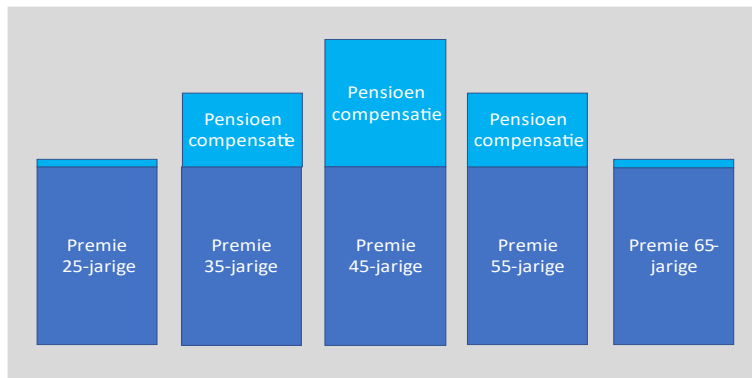 Pensioen
compensatie
Pensioen
compensatie
Pensioen
compensatie
Premie
25-jarige
Premie
35-jarige
Premie
45-jarige
Premie
55-jarige
Premie 65-
jarige